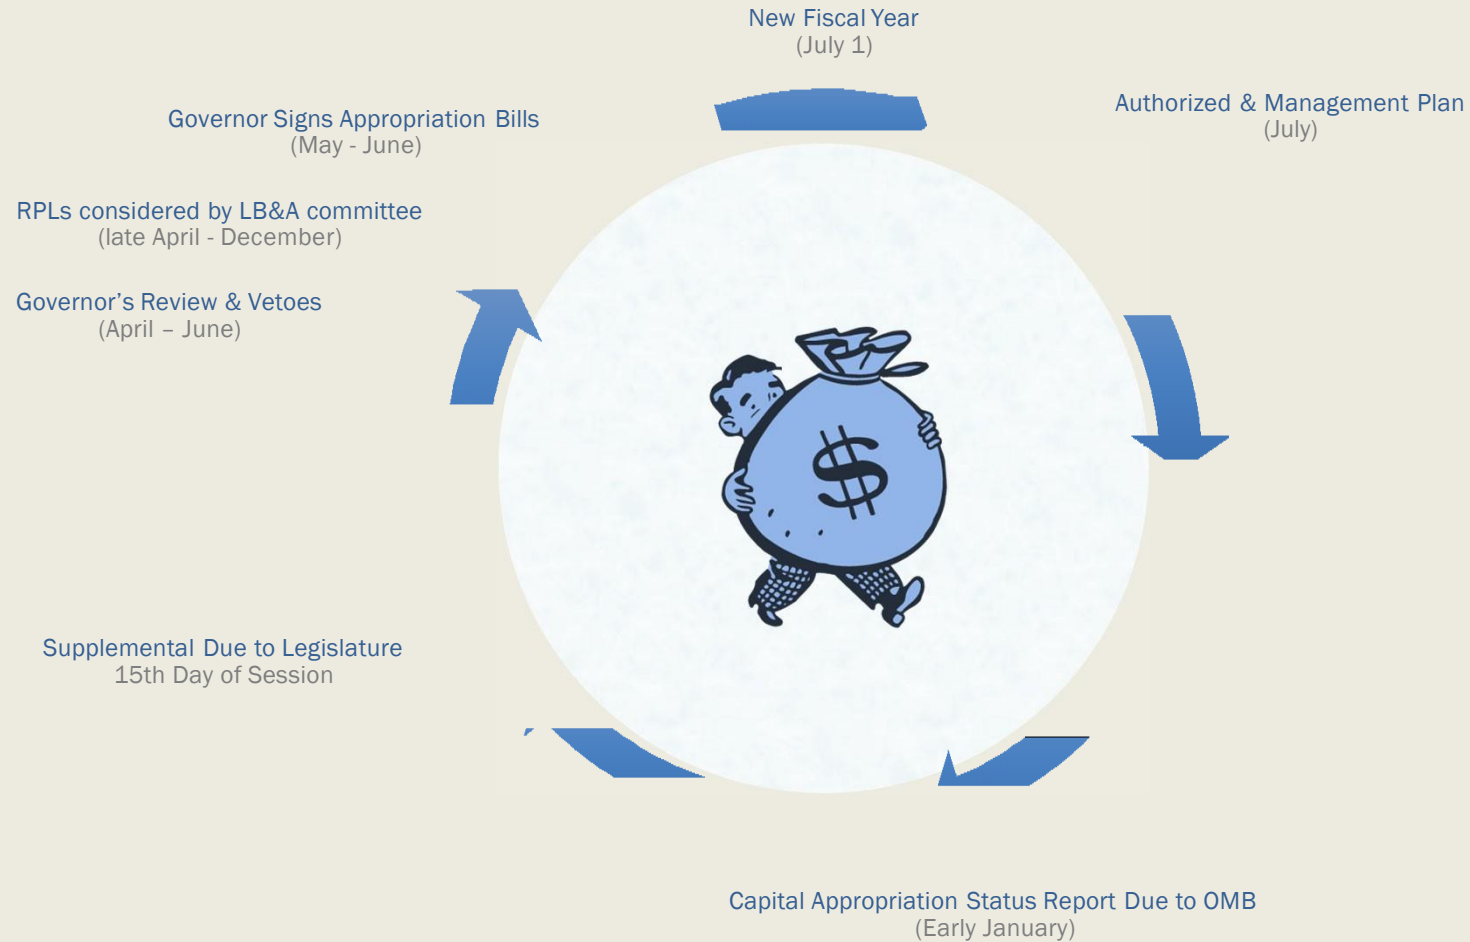 New Fiscal Year
(July 1)
Authorized & Management Plan
(July)
Governor Signs Appropriation Bills
(May - June)
RPLs considered by LB&A committee
(late April - December)
Governor’s Review & Vetoes
(April – June)
$
Supplemental Due to Legislature
15th Day of Session
Capital Appropriation Status Report Due to OMB
(Early January)